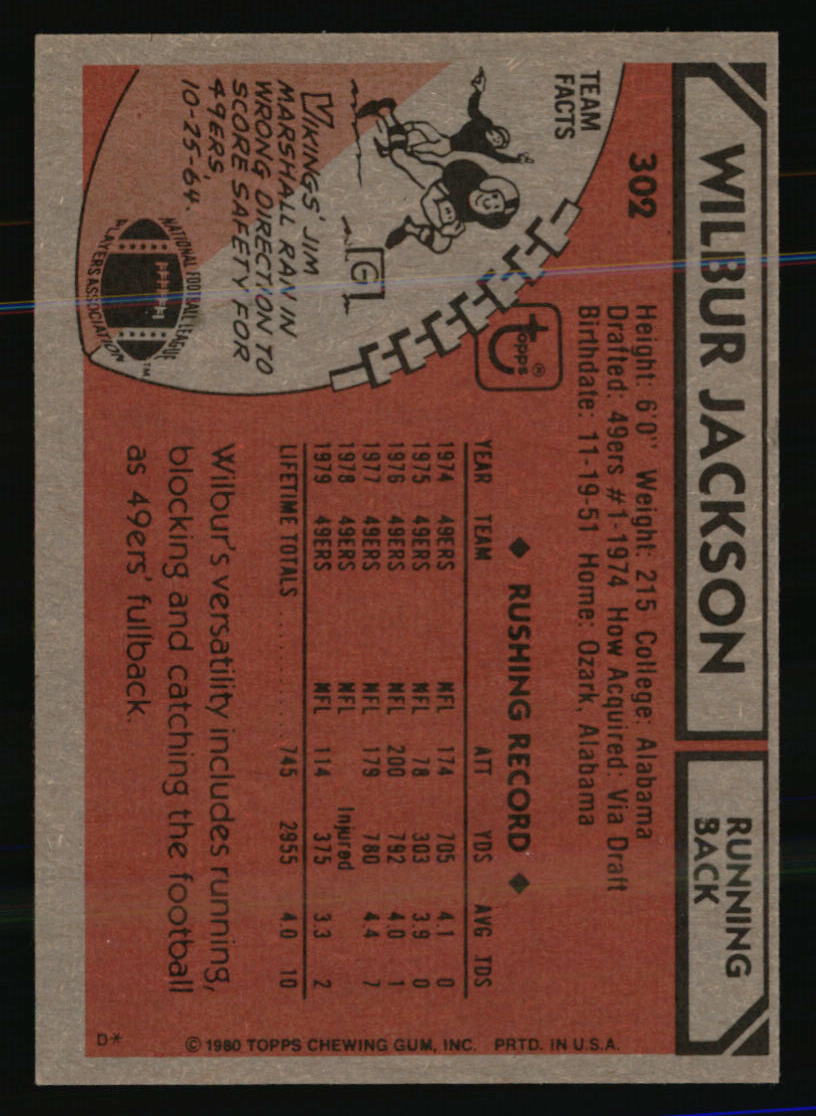 WILBUR JACKSON
RUNNING
BACK
302
Height: 6'0" Weight: 215 College: Alabama
Drafted: 49ers #1-1974 How Acquired: Via Draft
Birthdate: 11-19-51 Home: Ozark, Alabama
TEAM
FACTS
G
VIKINGS' JIM
MARSHALL RAN IN
WRONG DIRECTION TO
SCORE SAFETY FOR
49ERS,
10-25-64.
NATIONAL FOOTBALL LEAGUE
PLAYERS ASSOCIATION™
topps®
◆ RUSHING RECORD ◆
YEAR TEAM ATT YDS AVG TDS
1974 49ERS NFL 174 705 4.1 0
1975 49ERS NFL 78 303 3.9 0
1976 49ERS NFL 200 792 4.0 1
1977 49ERS NFL 179 780 4.4 7
1978 49ERS NFL Injured
1979 49ERS NFL 114 375 3.3 2
LIFETIME TOTALS .......... 745 2955 4.0 10
Wilbur's versatility includes running,
blocking and catching the football
as 49ers' fullback.
D* © 1980 TOPPS CHEWING GUM, INC. PRTD. IN U.S.A.